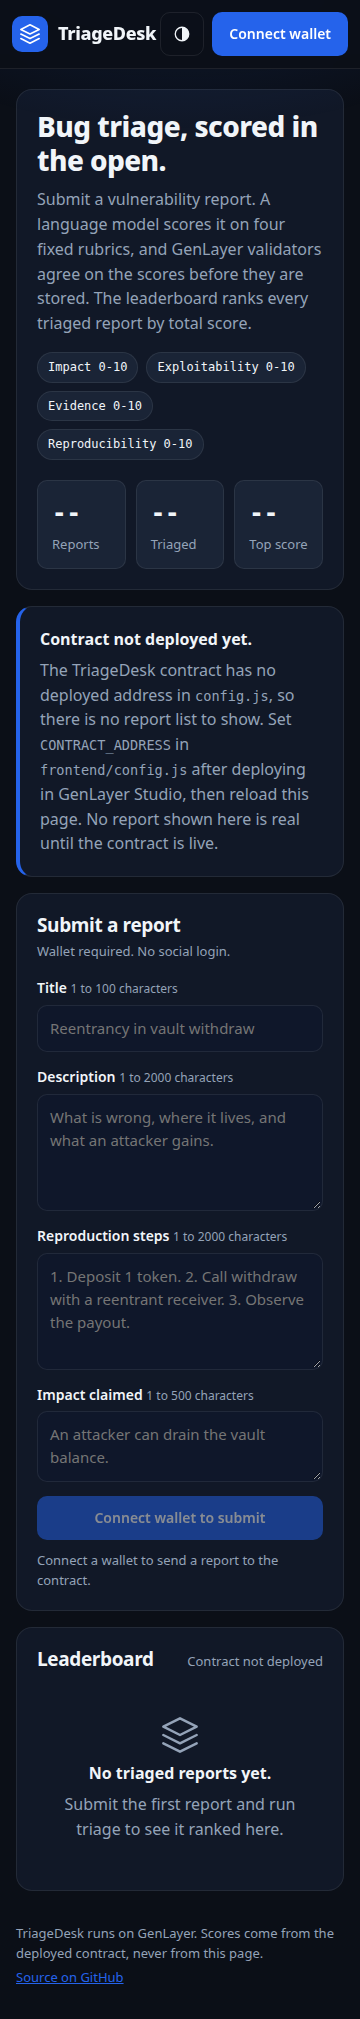 TriageDesk
Connect wallet
Bug triage, scored in
the open.
Submit a vulnerability report. A
language model scores it on four
fixed rubrics, and GenLayer validators
agree on the scores before they are
stored. The leaderboard ranks every
triaged report by total score.
Impact 0-10
Exploitability 0-10
Evidence 0-10
Reproducibility 0-10
-- -- --
Reports Triaged Top score
Contract not deployed yet.
The TriageDesk contract has no
deployed address in config.js, so
there is no report list to show. Set
CONTRACT_ADDRESS in
frontend/config.js after deploying
in GenLayer Studio, then reload this
page. No report shown here is real
until the contract is live.
Submit a report
Wallet required. No social login.
Title 1 to 100 characters
Reentrancy in vault withdraw
Description 1 to 2000 characters
What is wrong, where it lives, and
what an attacker gains.
Reproduction steps 1 to 2000 characters
1. Deposit 1 token. 2. Call withdraw
with a reentrant receiver. 3. Observe
the payout.
Impact claimed 1 to 500 characters
An attacker can drain the vault
balance.
Connect wallet to submit
Connect a wallet to send a report to the
contract.
Leaderboard
Contract not deployed
No triaged reports yet.
Submit the first report and run
triage to see it ranked here.
TriageDesk runs on GenLayer. Scores come from the
deployed contract, never from this page.
Source on GitHub